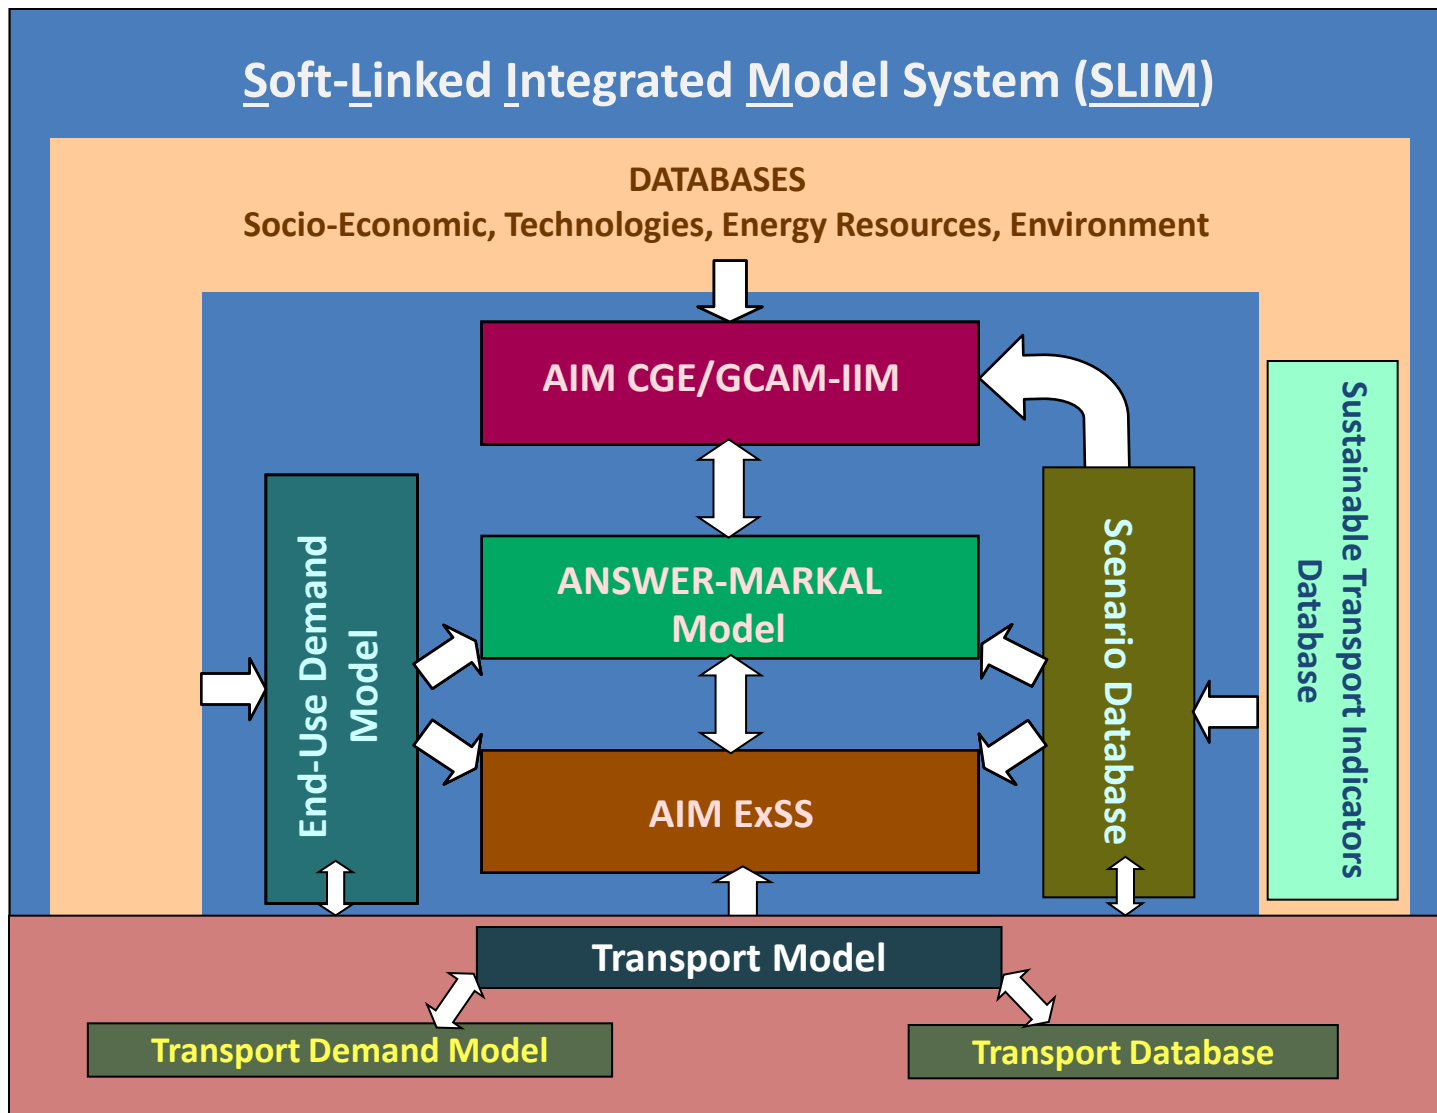 Soft-Linked Integrated Model System (SLIM)
DATABASES
Socio-Economic, Technologies, Energy Resources, Environment
AIM CGE/GCAM-IIM
End-Use Demand
Model
ANSWER-MARKAL
Model
AIM ExSS
Scenario Database
Sustainable Transport Indicators
Database
Transport Model
Transport Demand Model
Transport Database